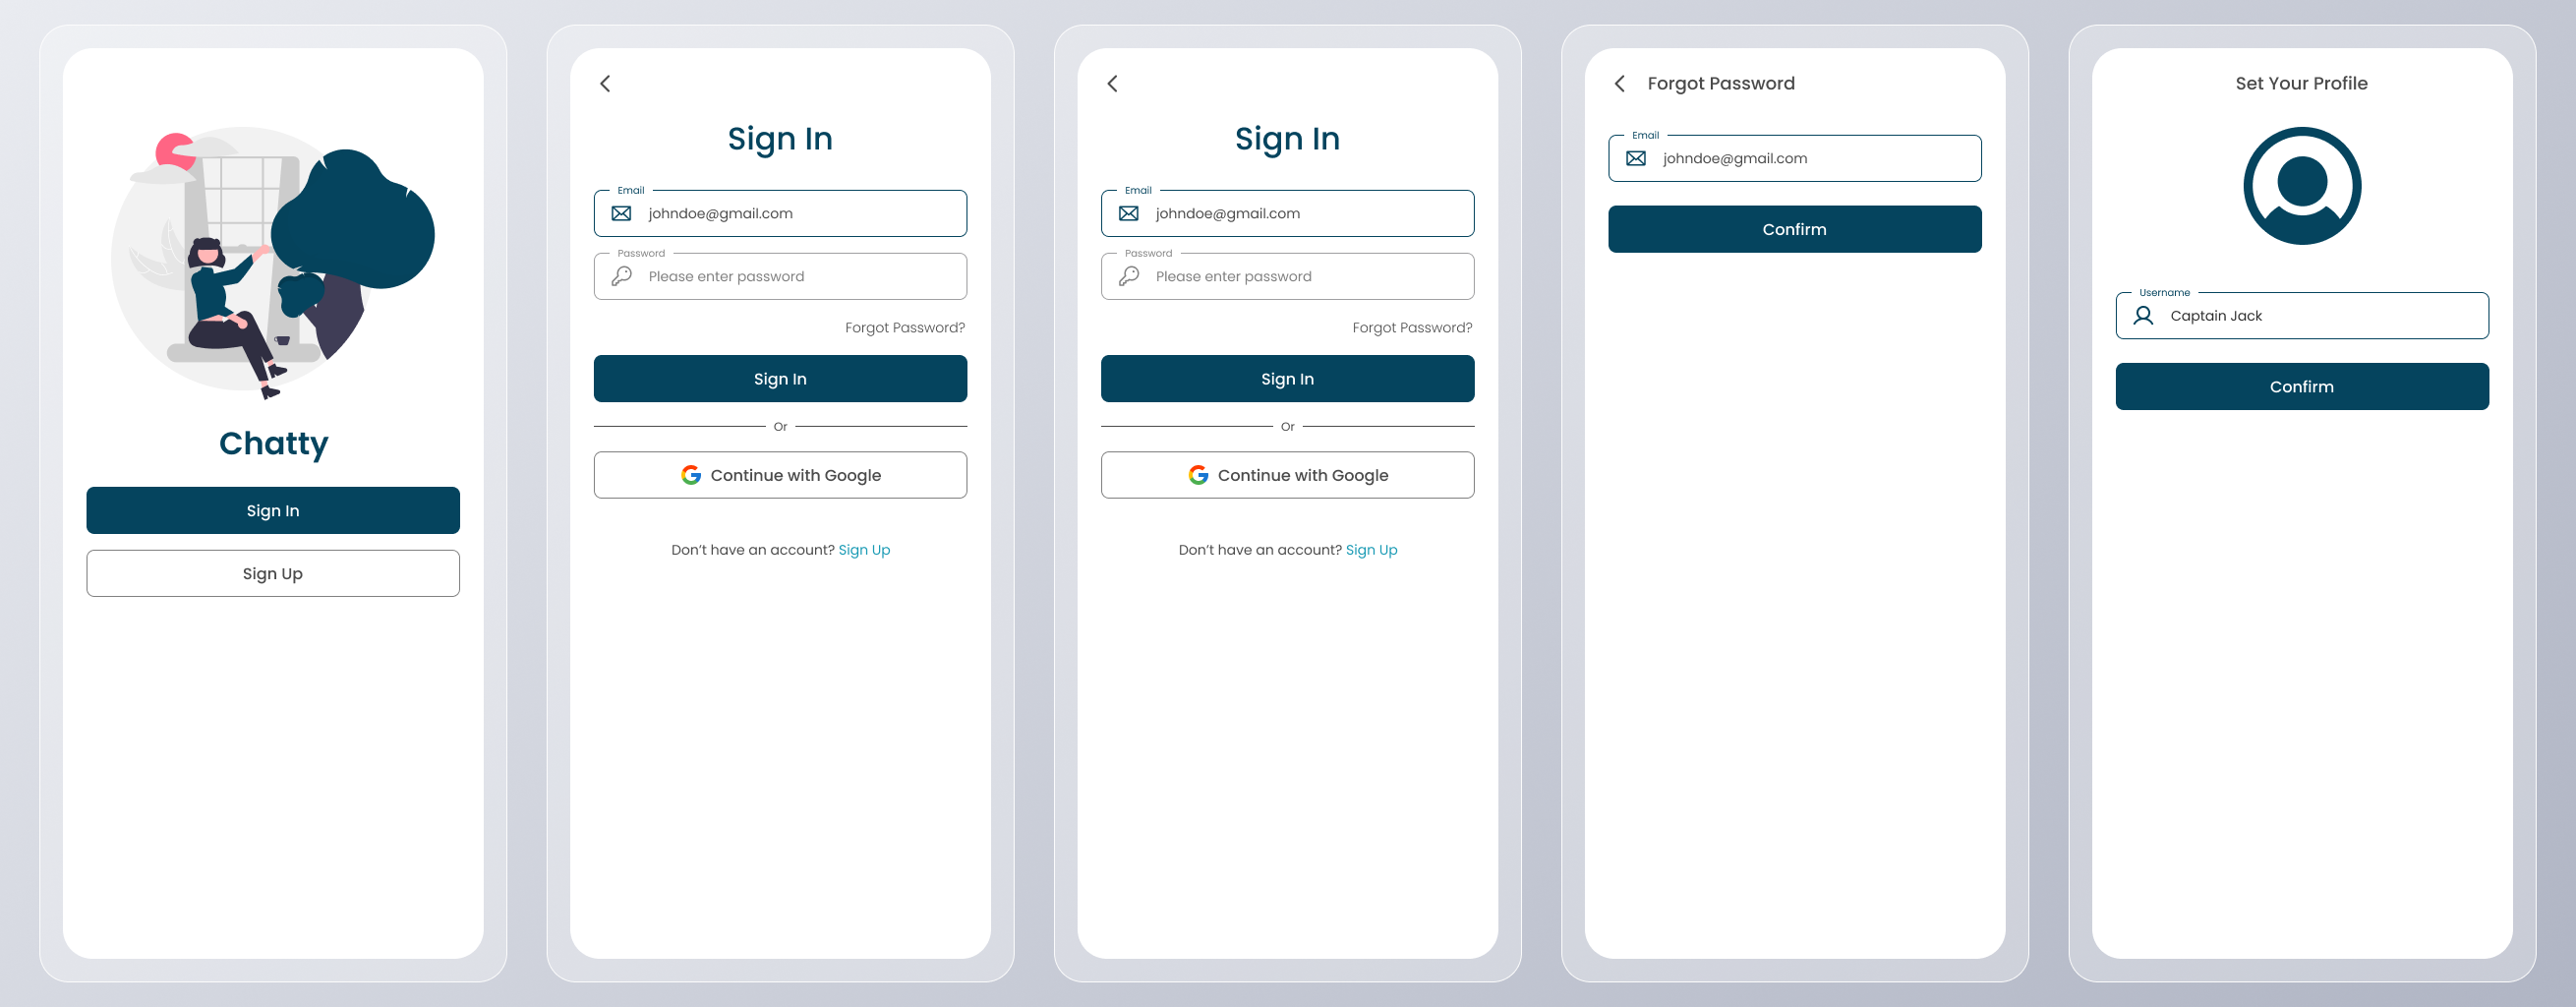 Chatty
Sign In
Sign Up
Sign In
Email
johndoe@gmail.com
Password
Please enter password
Forgot Password?
Sign In
Or
Continue with Google
Don’t have an account? Sign Up
Sign In
Email
johndoe@gmail.com
Password
Please enter password
Forgot Password?
Sign In
Or
Continue with Google
Don’t have an account? Sign Up
Forgot Password
Email
johndoe@gmail.com
Confirm
Set Your Profile
Username
Captain Jack
Confirm